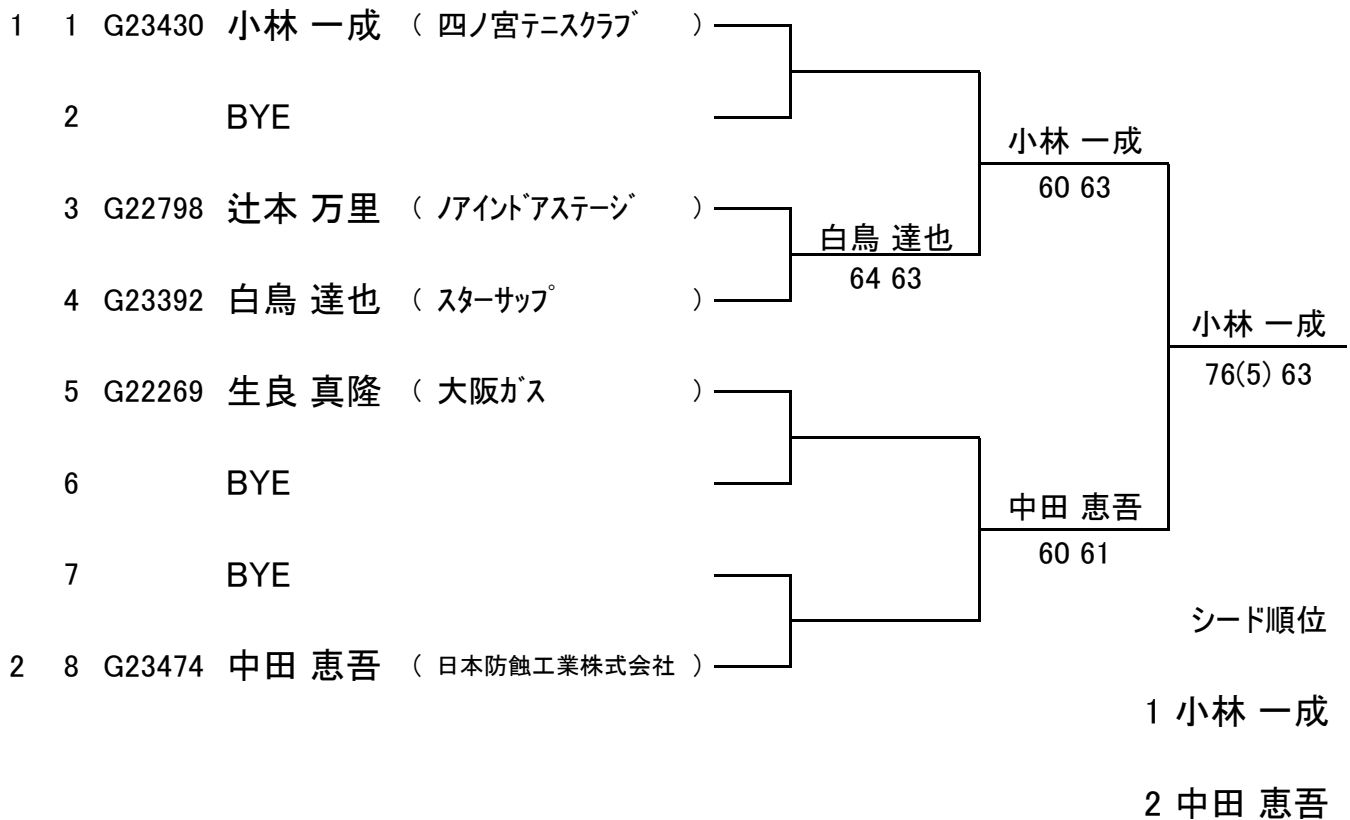 1 1 G23430 小林 一成 （ 四ノ宮テニスクラブ ）
2 BYE
小林 一成
60 63
3 G22798 辻本 万里 （ ノアインドアステージ ）
白鳥 達也
64 63
4 G23392 白鳥 達也 （ スターサップ ）
小林 一成
76(5) 63
5 G22269 生良 真隆 （ 大阪ガス ）
6 BYE
中田 恵吾
60 61
7 BYE
シード順位
2 8 G23474 中田 恵吾 （ 日本防蝕工業株式会社 ）
1 小林 一成
2 中田 恵吾